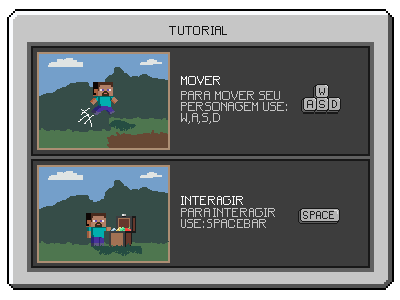 TUTORIAL
MOVER
PARA MOVER SEU
PERSONAGEM USE:
W,A,S,D
W
A S D
INTERAGIR
PARA INTERAGIR
USE: SPACEBAR
SPACE